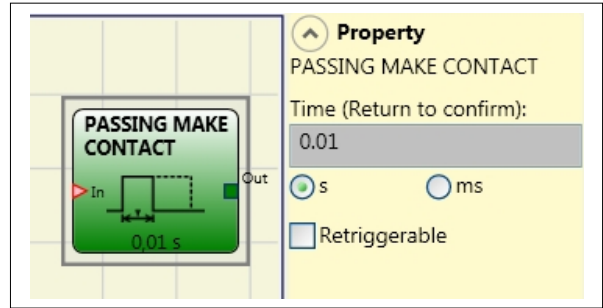 PASSING MAKE
CONTACT
In
Out
0,01 s
Property
PASSING MAKE CONTACT
Time (Return to confirm):
0.01
s
ms
Retriggerable